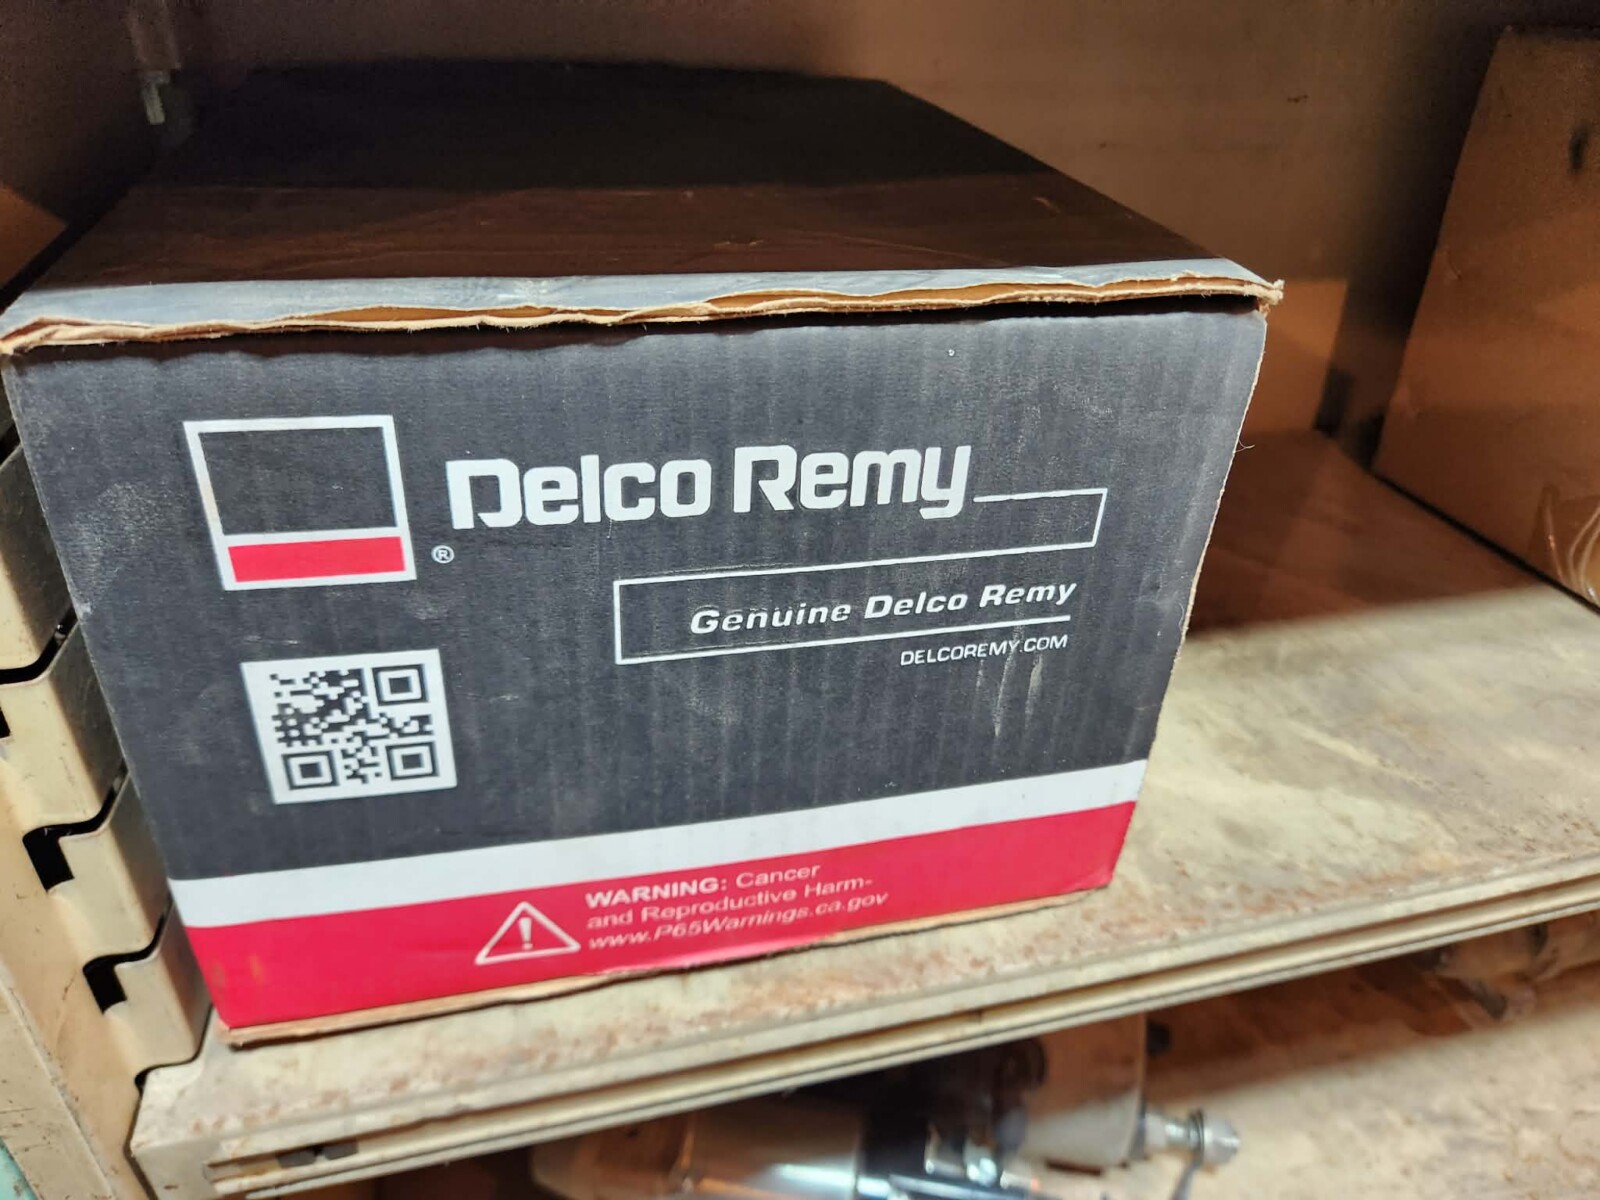 Delco Remy
®
Genuine Delco Remy
DELCOREMY.COM
WARNING: Cancer
and Reproductive Harm-
www.P65Warnings.ca.gov